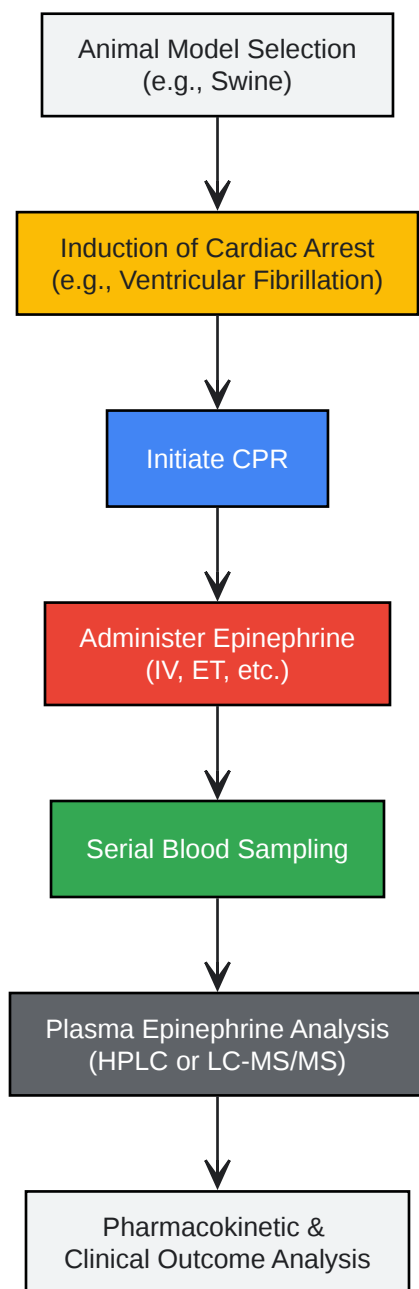 Animal Model Selection
(e.g., Swine)
Induction of Cardiac Arrest
(e.g., Ventricular Fibrillation)
Initiate CPR
Administer Epinephrine
(IV, ET, etc.)
Serial Blood Sampling
Plasma Epinephrine Analysis
(HPLC or LC-MS/MS)
Pharmacokinetic &
Clinical Outcome Analysis